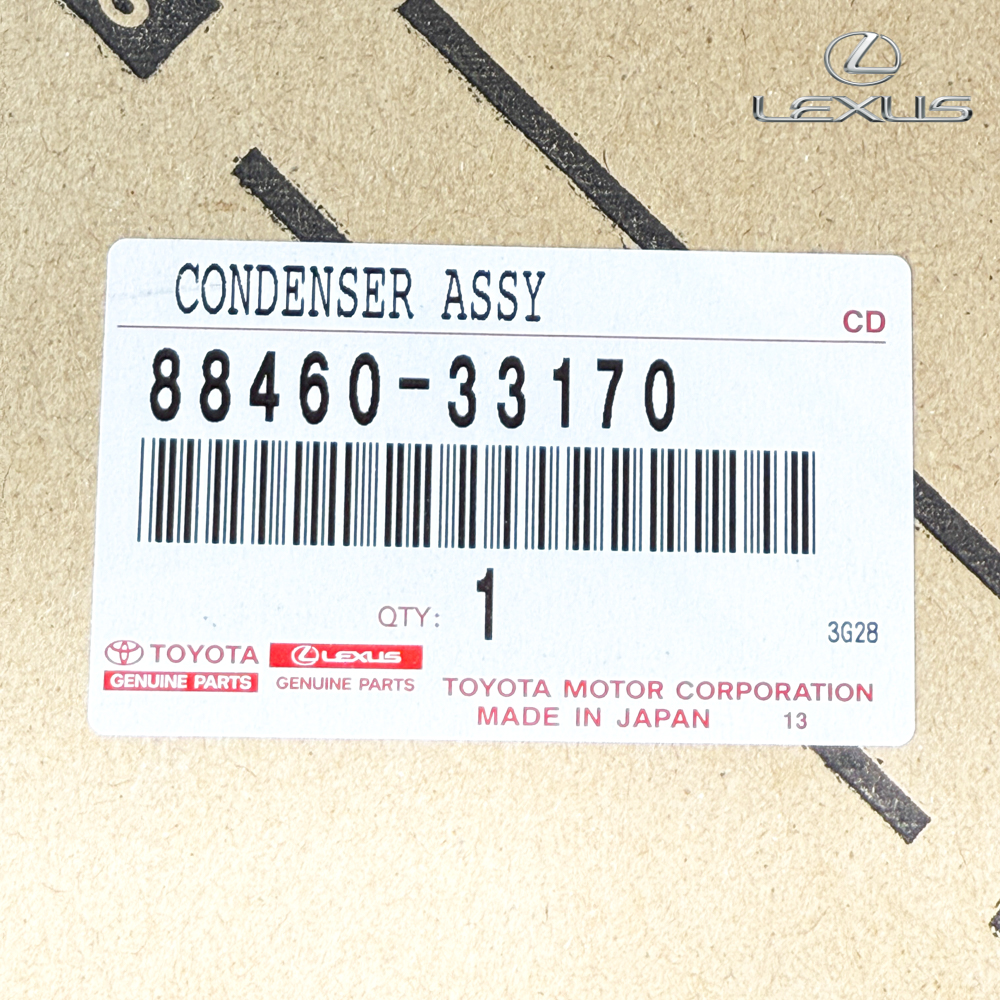 LEXUS
CONDENSER ASSY
CD
88460-33170
QTY: 1
3G28
TOYOTA
GENUINE PARTS
LEXUS
GENUINE PARTS
TOYOTA MOTOR CORPORATION
MADE IN JAPAN 13